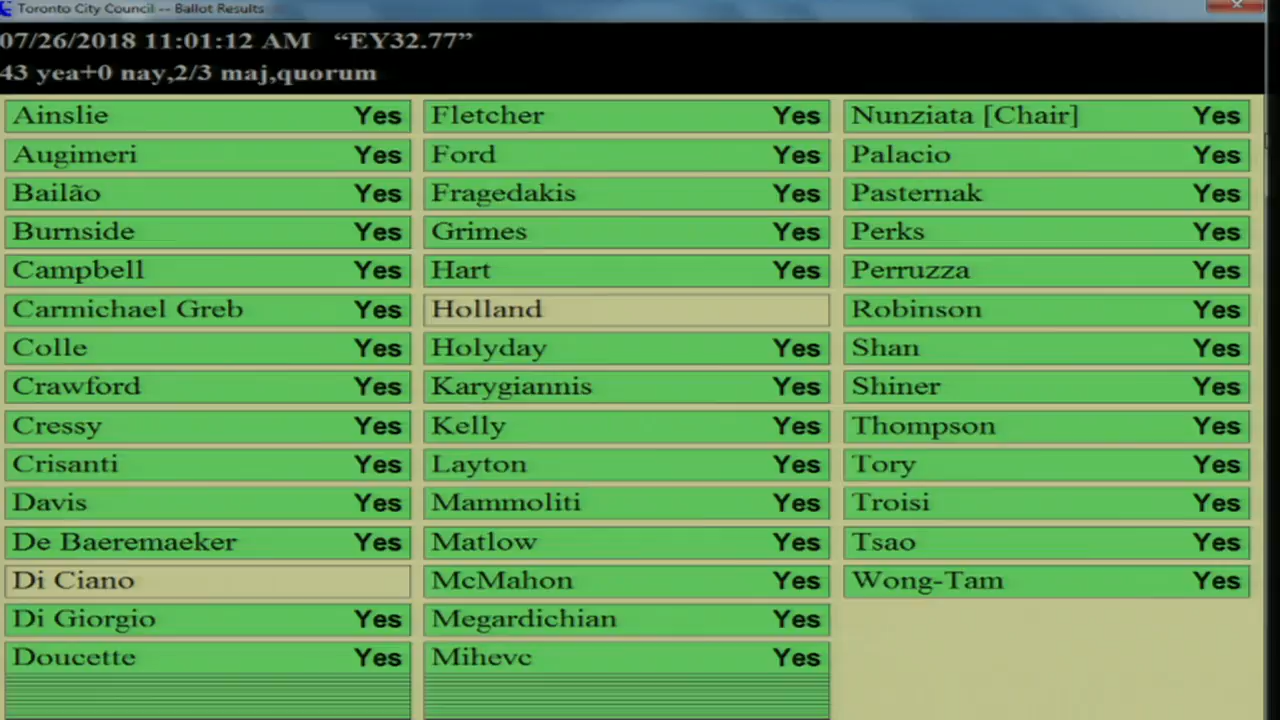 Toronto City Council -- Ballot Results
07/26/2018 11:01:12 AM “EY32.77”
43 yea+0 nay,2/3 maj,quorum
Ainslie Yes
Augimeri Yes
Bailão Yes
Burnside Yes
Campbell Yes
Carmichael Greb Yes
Colle Yes
Crawford Yes
Cressy Yes
Crisanti Yes
Davis Yes
De Baeremaeker Yes
Di Ciano
Di Giorgio Yes
Doucette Yes
Fletcher Yes
Ford Yes
Fragedakis Yes
Grimes Yes
Hart Yes
Holland
Holyday Yes
Karygiannis Yes
Kelly Yes
Layton Yes
Mammoliti Yes
Matlow Yes
McMahon Yes
Megardichian Yes
Mihevc Yes
Nunziata [Chair] Yes
Palacio Yes
Pasternak Yes
Perks Yes
Perruzza Yes
Robinson Yes
Shan Yes
Shiner Yes
Thompson Yes
Tory Yes
Troisi Yes
Tsao Yes
Wong-Tam Yes